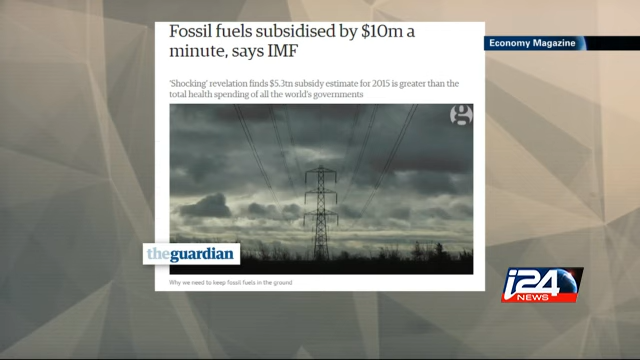 Fossil fuels subsidised by $10m a
minute, says IMF
Economy Magazine
'Shocking' revelation finds $5.3tn subsidy estimate for 2015 is greater than the
total health spending of all the world's governments
g
theguardian
Why we need to keep fossil fuels in the ground
i24
NEWS